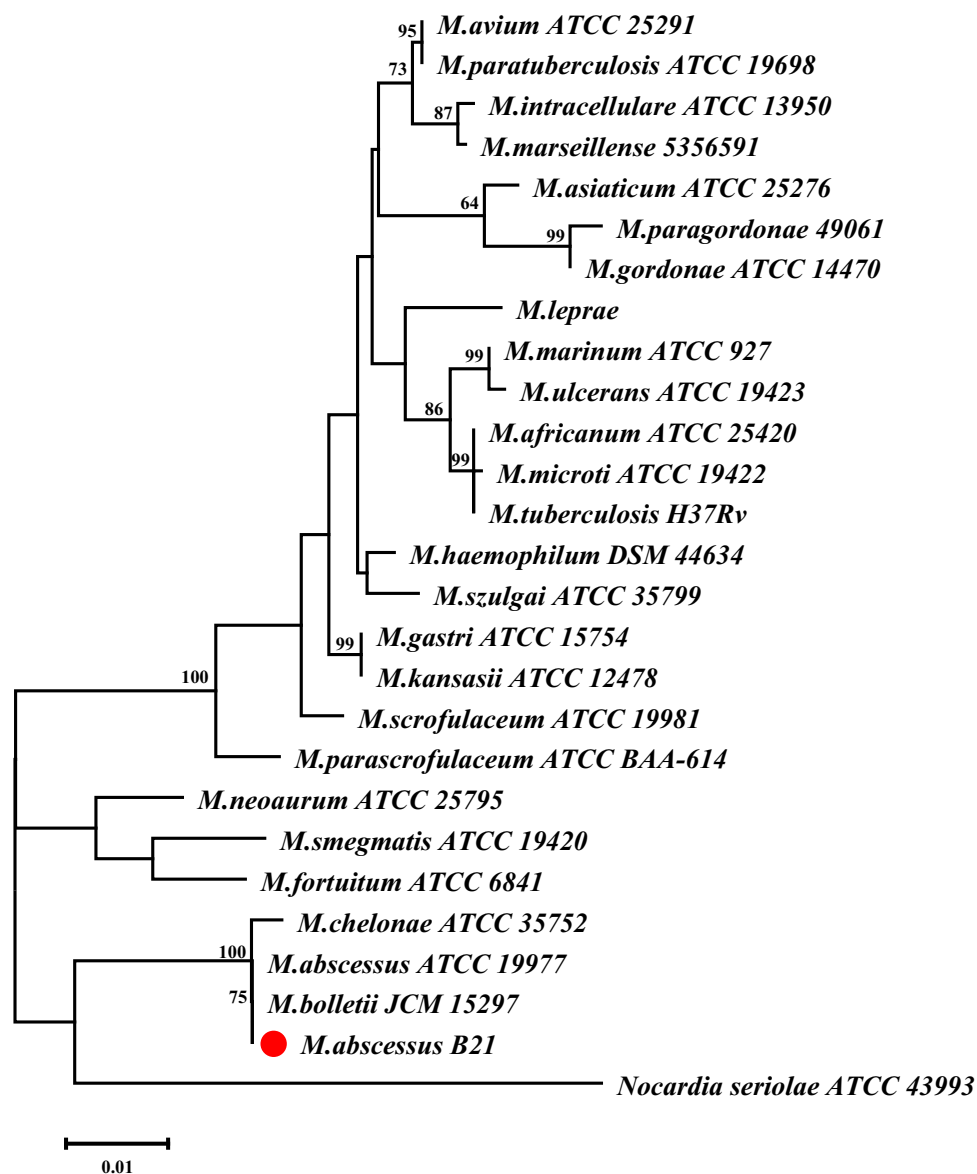 M.avium ATCC 25291
95
M.paratuberculosis ATCC 19698
73
M.intracellulare ATCC 13950
87
M.marseillense 5356591
M.asiaticum ATCC 25276
64
M.paragordonae 49061
99
M.gordonae ATCC 14470
M.leprae
M.marinum ATCC 927
99
M.ulcerans ATCC 19423
86
M.africanum ATCC 25420
99
M.microti ATCC 19422
M.tuberculosis H37Rv
M.haemophilum DSM 44634
M.szulgai ATCC 35799
M.gastri ATCC 15754
99
M.kansasii ATCC 12478
100
M.scrofulaceum ATCC 19981
M.parascrofulaceum ATCC BAA-614
M.neoaurum ATCC 25795
M.smegmatis ATCC 19420
M.fortuitum ATCC 6841
M.chelonae ATCC 35752
100
M.abscessus ATCC 19977
75
M.bolletii JCM 15297
M.abscessus B21
Nocardia seriolae ATCC 43993
0.01